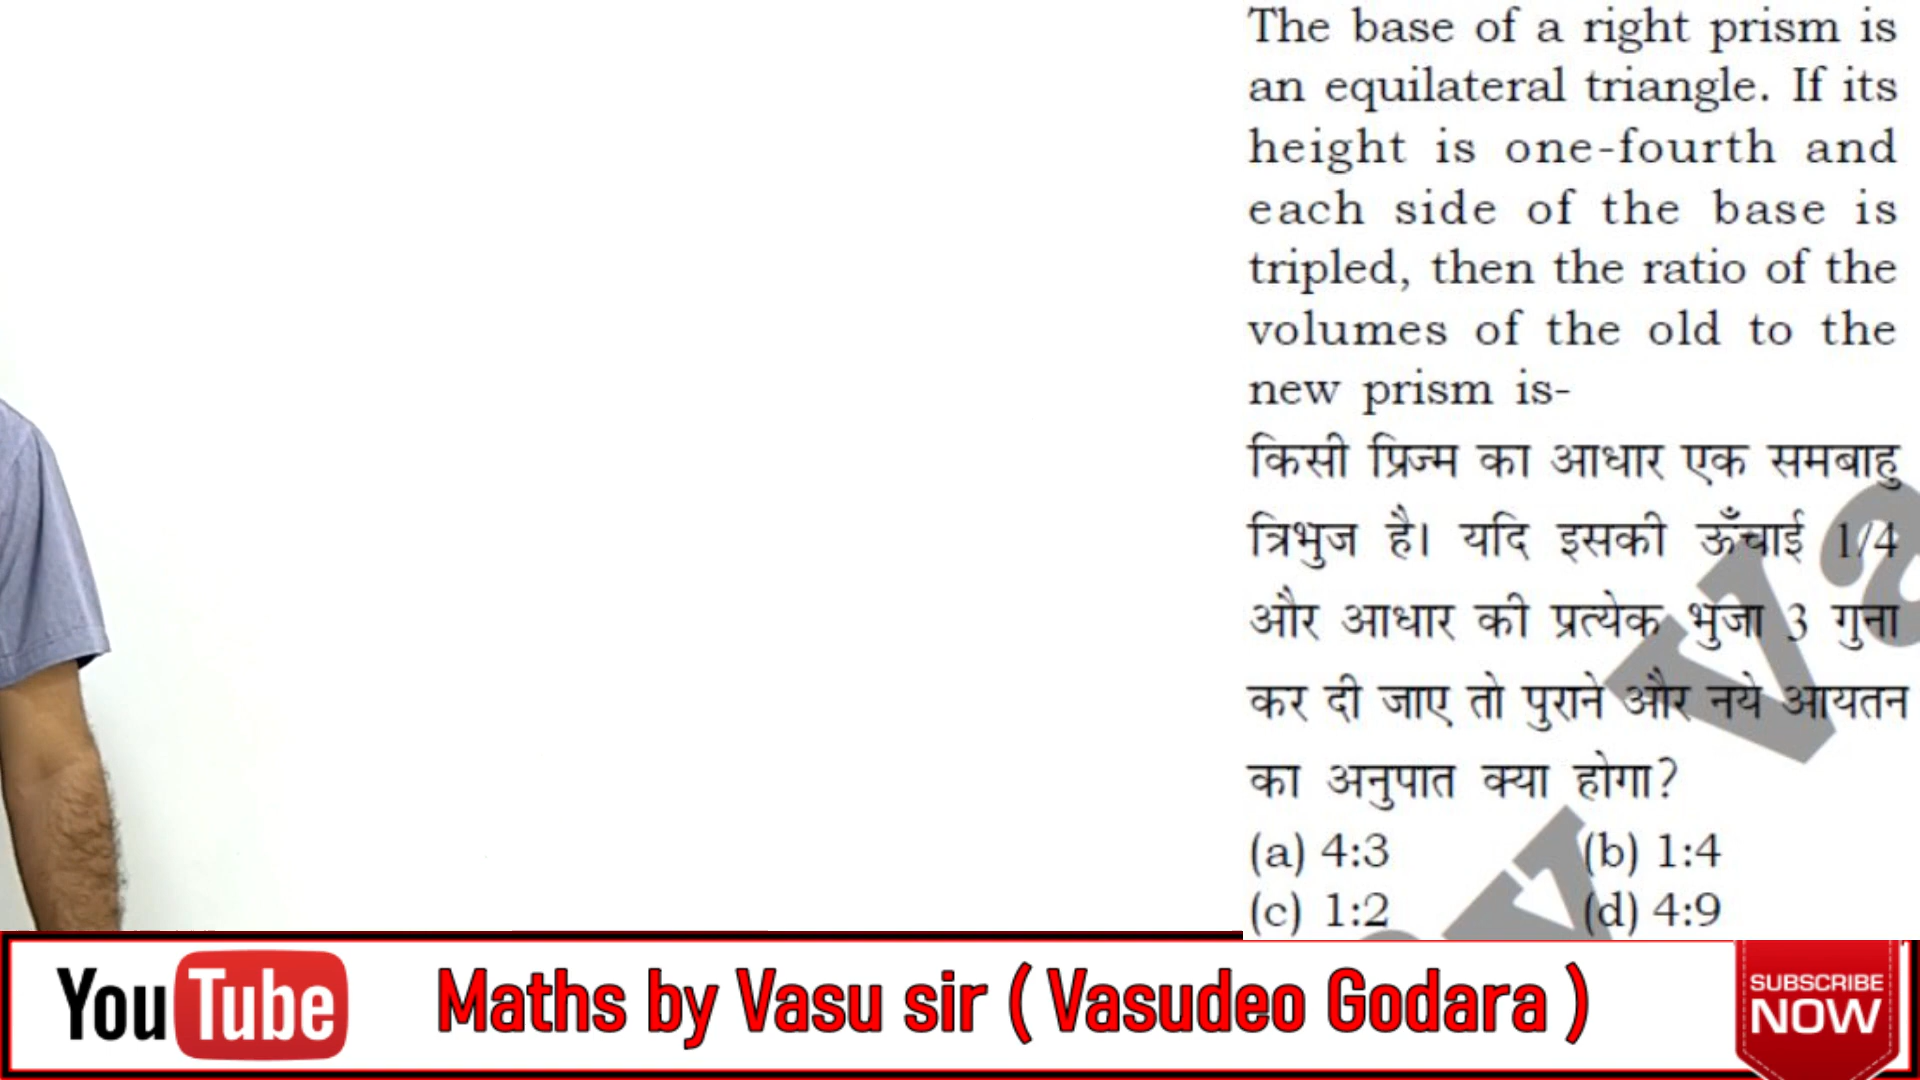 The base of a right prism is
an equilateral triangle. If its
height is one-fourth and
each side of the base is
tripled, then the ratio of the
volumes of the old to the
new prism is-
किसी प्रिज्म का आधार एक समबाहु
त्रिभुज है। यदि इसकी ऊँचाई 1/4
और आधार की प्रत्येक भुजा 3 गुना
कर दी जाए तो पुराने और नये आयतन
का अनुपात क्या होगा?
(a) 4:3 (b) 1:4
(c) 1:2 (d) 4:9
YouTube Maths by Vasu sir ( Vasudeo Godara ) SUBSCRIBE
NOW